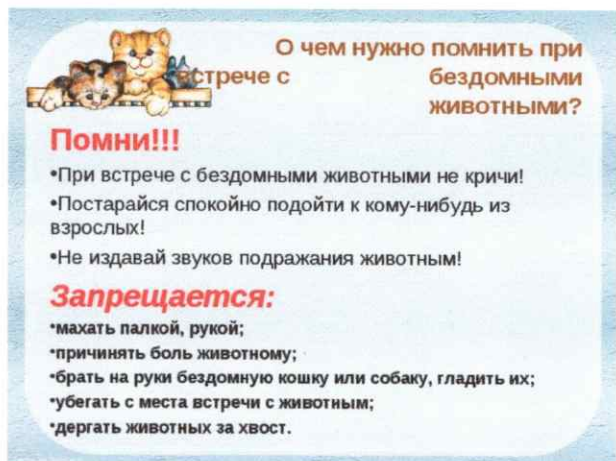 О чем нужно помнить при
встрече с бездомными
животными?
Помни!!!
•При встрече с бездомными животными не кричи!
•Постарайся спокойно подойти к кому-нибудь из
взрослых!
•Не издавай звуков подражания животным!
Запрещается:
•махать палкой, рукой;
•причинять боль животному;
•брать на руки бездомную кошку или собаку, гладить их;
•убегать с места встречи с животным;
•дергать животных за хвост.